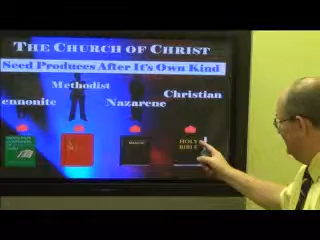 THE CHURCH OF CHRIST
Seed Produces After It's Own Kind
Methodist
Christian
ennonite
Nazarene
HOLY
BIBLE